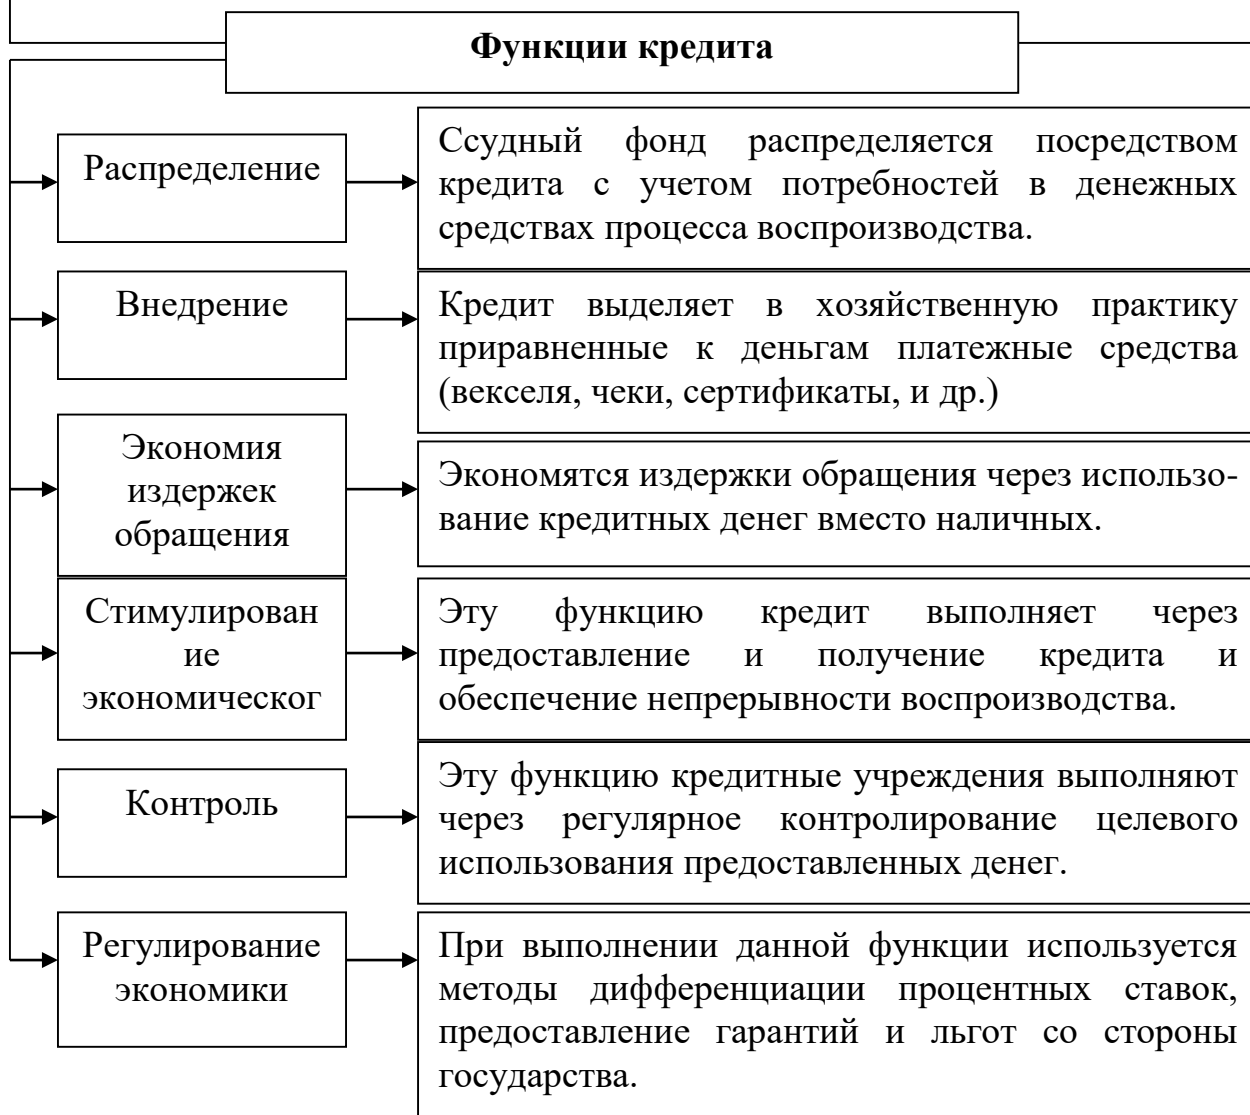 Функции кредита
Распределение
Ссудный фонд распределяется посредством
кредита с учетом потребностей в денежных
средствах процесса воспроизводства.
Внедрение
Кредит выделяет в хозяйственную практику
приравненные к деньгам платежные средства
(векселя, чеки, сертификаты, и др.)
Экономия
издержек
обращения
Экономятся издержки обращения через использо-
вание кредитных денег вместо наличных.
Стимулирован
ие
экономическог
Эту функцию кредит выполняет через
предоставление и получение кредита и
обеспечение непрерывности воспроизводства.
Контроль
Эту функцию кредитные учреждения выполняют
через регулярное контролирование целевого
использования предоставленных денег.
Регулирование
экономики
При выполнении данной функции используется
методы дифференциации процентных ставок,
предоставление гарантий и льгот со стороны
государства.